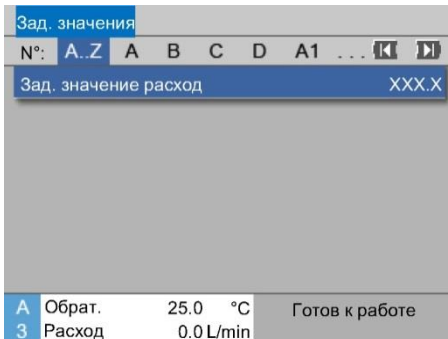 Зад. значения
N°: A..Z A B C D A1 ...
Зад. значение расход XXX.X
A Обрат. 25.0 °C Готов к работе
3 Расход 0.0 L/min